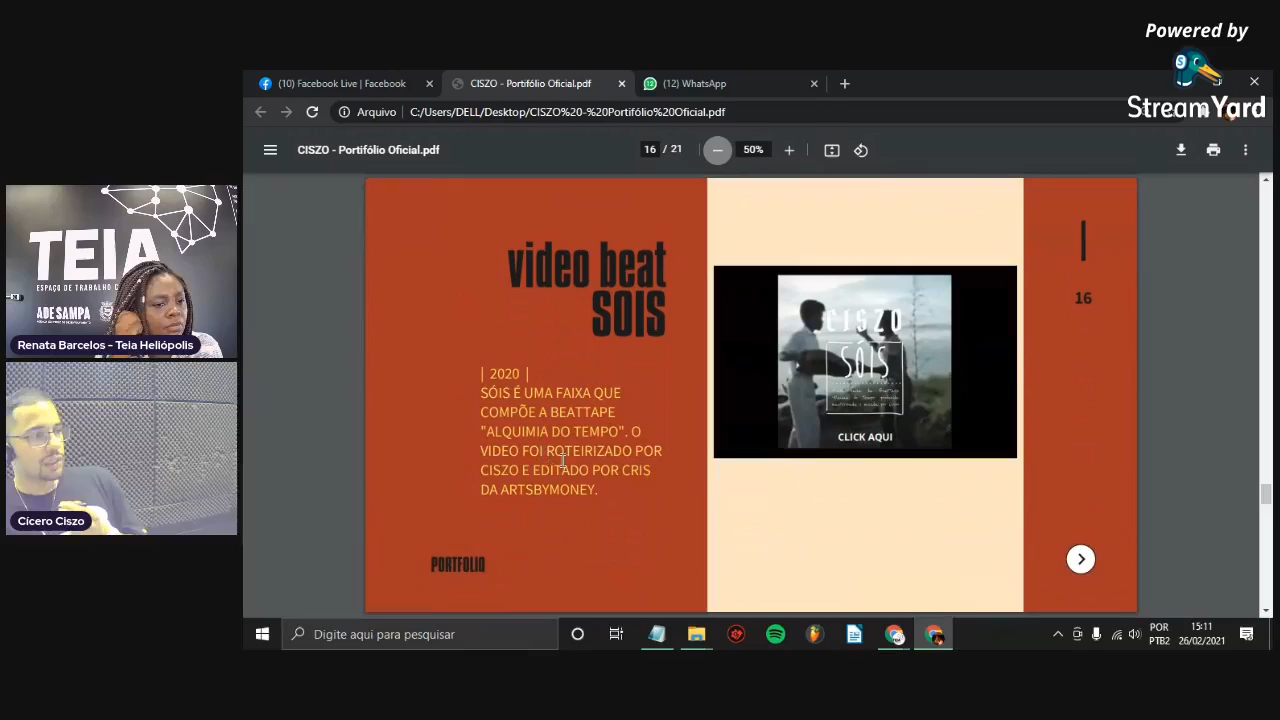 Powered by
StreamYard
(10) Facebook Live | Facebook
CISZO - Portifólio Oficial.pdf
(12) WhatsApp
Arquivo
C:/Users/DELL/Desktop/CISZO%20-%20Portifólio%20Oficial.pdf
CISZO - Portifólio Oficial.pdf
16 / 21
50%
TEIA
ESPAÇO DE TRABALHO C
ADE SAMPA
Renata Barcelos - Teia Heliópolis
Cícero Ciszo
video beat
SOIS
| 2020 |
SÓIS É UMA FAIXA QUE
COMPÕE A BEATTAPE
"ALQUIMIA DO TEMPO". O
VIDEO FOI ROTEIRIZADO POR
CISZO E EDITADO POR CRIS
DA ARTSBYMONEY.
PORTFOLIO
CISZO
SÓIS
CLICK AQUI
16
Digite aqui para pesquisar
POR
PTB2
15:11
26/02/2021